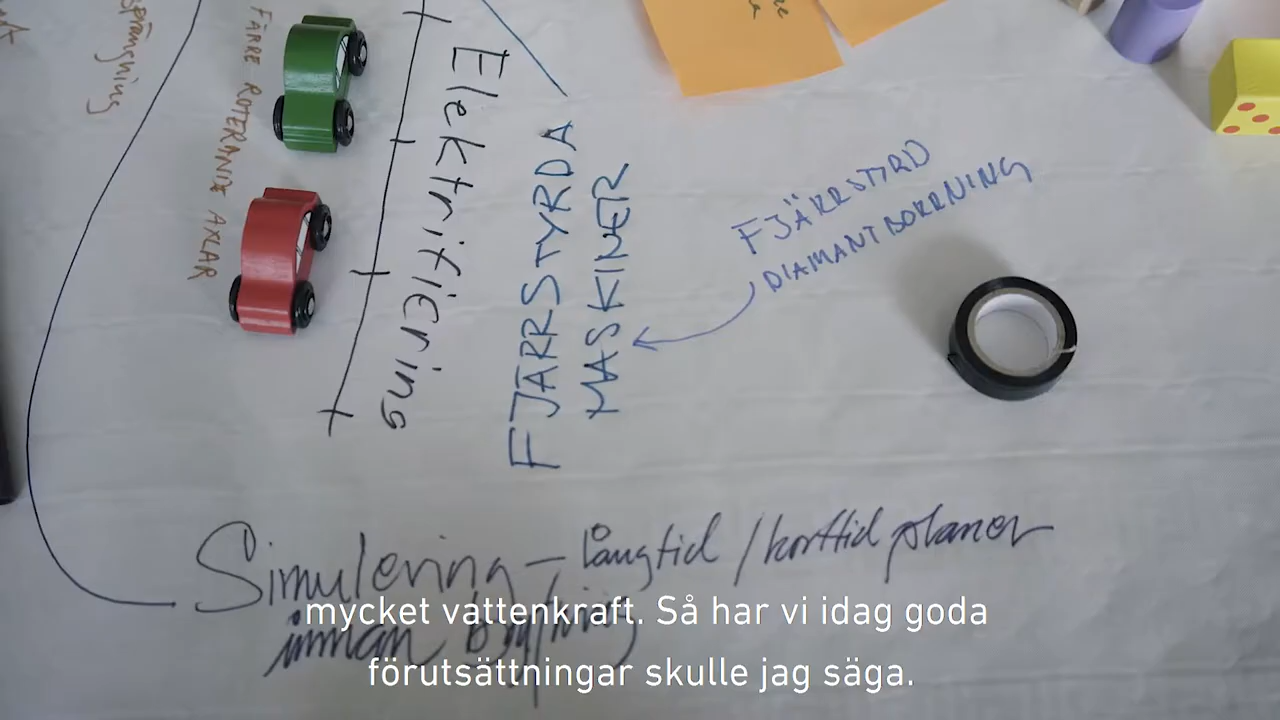 sprängning
FÄRRE ROTERANDE AXLAR
Elektrifiering
FJÄRRSTYRDA
MASKINER
FJÄRRSTYRD
DIAMANTBORRNING
Simulering – långtid / korttid planer
innan brytning
mycket vattenkraft. Så har vi idag goda
förutsättningar skulle jag säga.